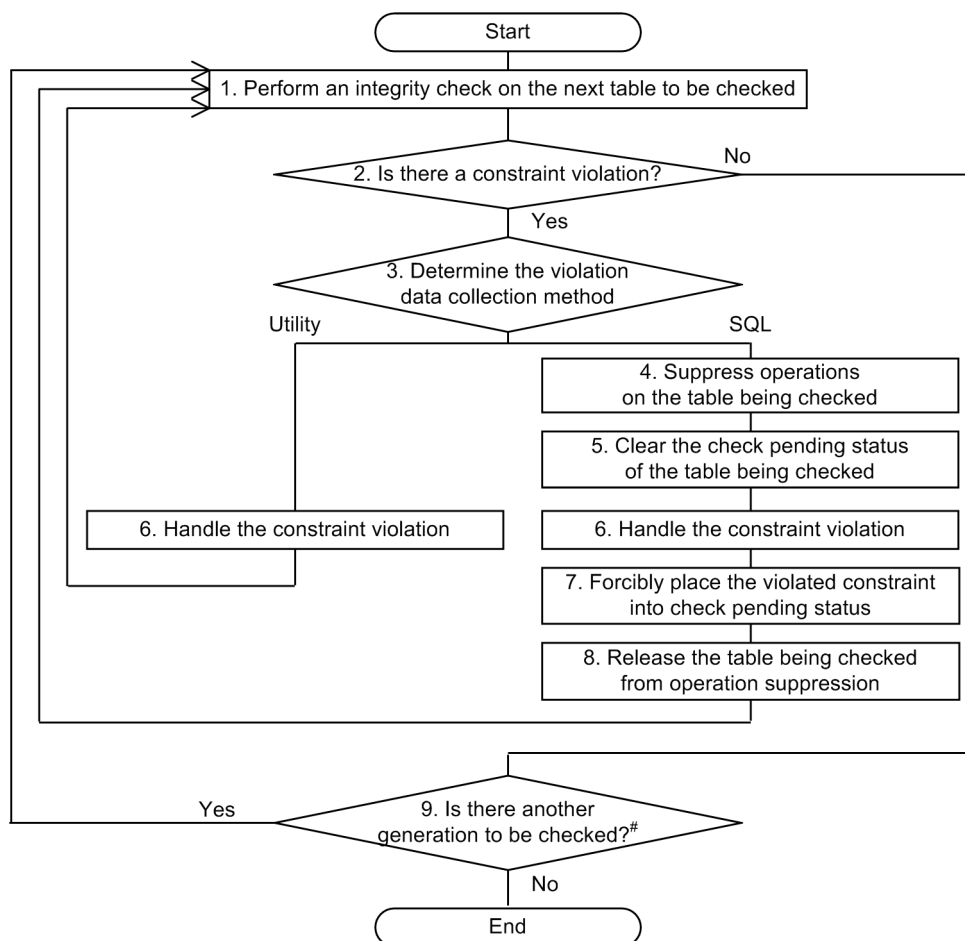 Start
1. Perform an integrity check on the next table to be checked
No
2. Is there a constraint violation?
Yes
3. Determine the violation
data collection method
Utility
SQL
4. Suppress operations
on the table being checked
5. Clear the check pending status
of the table being checked
6. Handle the constraint violation
6. Handle the constraint violation
7. Forcibly place the violated constraint
into check pending status
8. Release the table being checked
from operation suppression
Yes
9. Is there another
generation to be checked?#
No
End